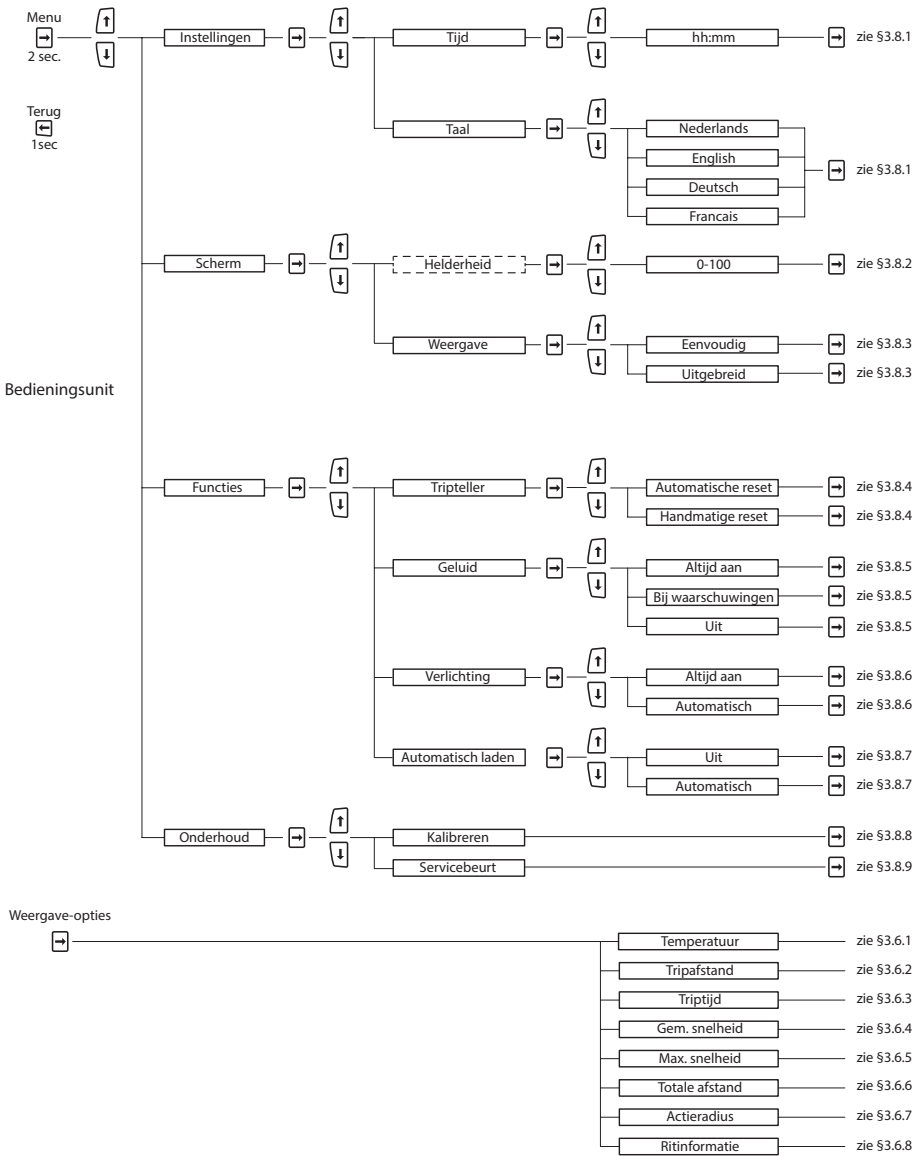 Menu
2 sec.
Instellingen
Tijd
hh:mm
zie §3.8.1
Terug
1sec
Taal
Nederlands
English
Deutsch
Francais
zie §3.8.1
Scherm
Helderheid
0-100
zie §3.8.2
Weergave
Eenvoudig
zie §3.8.3
Uitgebreid
zie §3.8.3
Bedieningsunit
Functies
Tripteller
Automatische reset
zie §3.8.4
Handmatige reset
zie §3.8.4
Geluid
Altijd aan
zie §3.8.5
Bij waarschuwingen
zie §3.8.5
Uit
zie §3.8.5
Verlichting
Altijd aan
zie §3.8.6
Automatisch
zie §3.8.6
Automatisch laden
Uit
zie §3.8.7
Automatisch
zie §3.8.7
Onderhoud
Kalibreren
zie §3.8.8
Servicebeurt
zie §3.8.9
Weergave-opties
Temperatuur
zie §3.6.1
Tripafstand
zie §3.6.2
Triptijd
zie §3.6.3
Gem. snelheid
zie §3.6.4
Max. snelheid
zie §3.6.5
Totale afstand
zie §3.6.6
Actieradius
zie §3.6.7
Ritinformatie
zie §3.6.8